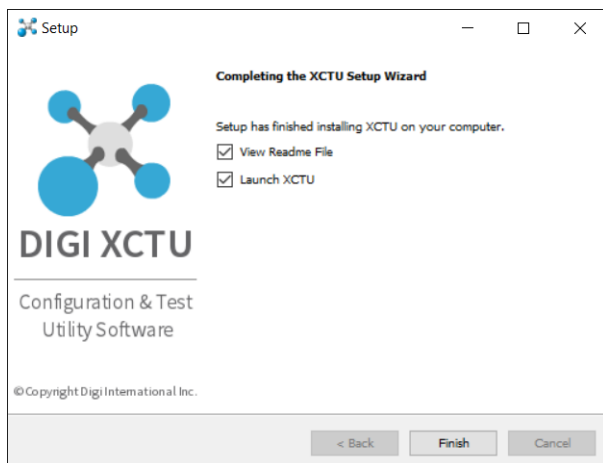 Setup
Completing the XCTU Setup Wizard
Setup has finished installing XCTU on your computer.
View Readme File
Launch XCTU
DIGI XCTU
Configuration & Test
Utility Software
© Copyright Digi International Inc.
< Back
Finish
Cancel